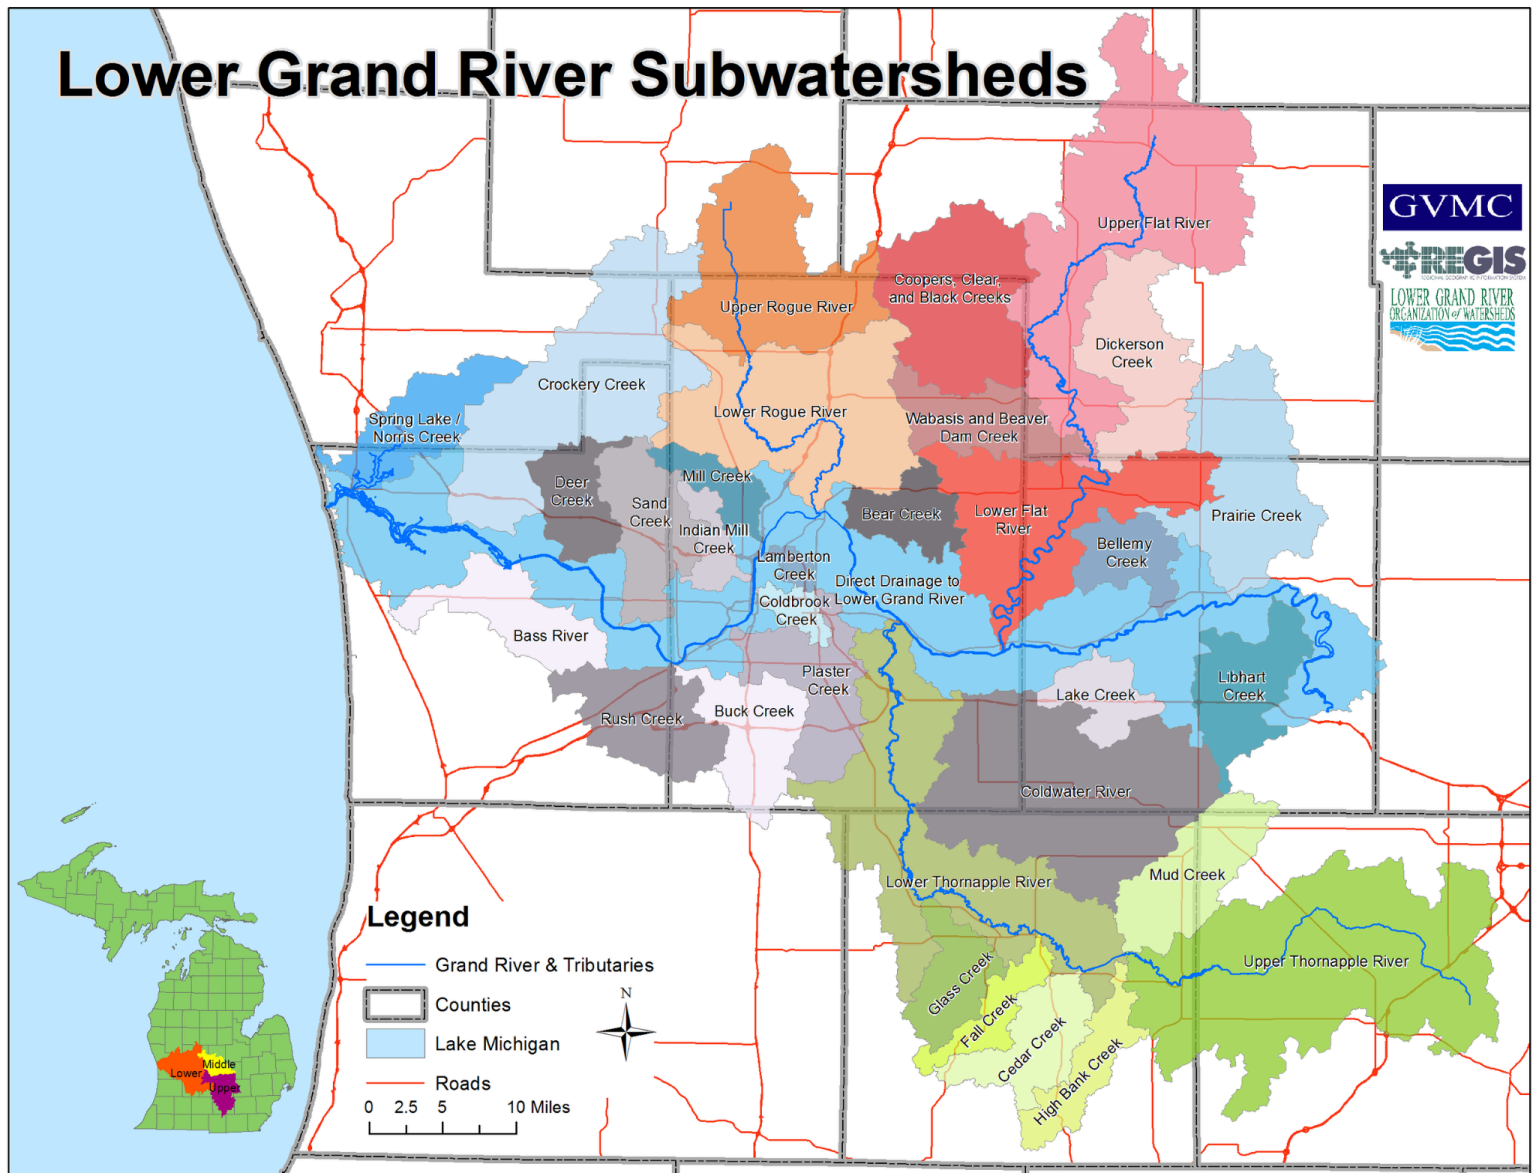 Lower Grand River Subwatersheds
GVMC
REGIS
REGIONAL GEOGRAPHIC INFORMATION SYSTEM
LOWER GRAND RIVER
ORGANIZATION of WATERSHEDS
Upper Flat River
Coopers, Clear,
and Black Creeks
Upper Rogue River
Dickerson
Creek
Crockery Creek
Lower Rogue River
Spring Lake /
Norris Creek
Wabasis and Beaver
Dam Creek
Mill Creek
Deer
Creek
Sand
Creek
Bear Creek
Lower Flat
River
Prairie Creek
Indian Mill
Creek
Bellemy
Creek
Lamberton
Creek
Direct Drainage to
Lower Grand River
Coldbrook
Creek
Bass River
Plaster
Creek
Libhart
Creek
Lake Creek
Rush Creek
Buck Creek
Coldwater River
Mud Creek
Lower Thornapple River
Upper Thornapple River
Glass Creek
Fall Creek
Cedar Creek
High Bank Creek
Legend
Grand River & Tributaries
Counties
Lake Michigan
Roads
0 2.5 5 10 Miles
N
Middle
Lower
Upper